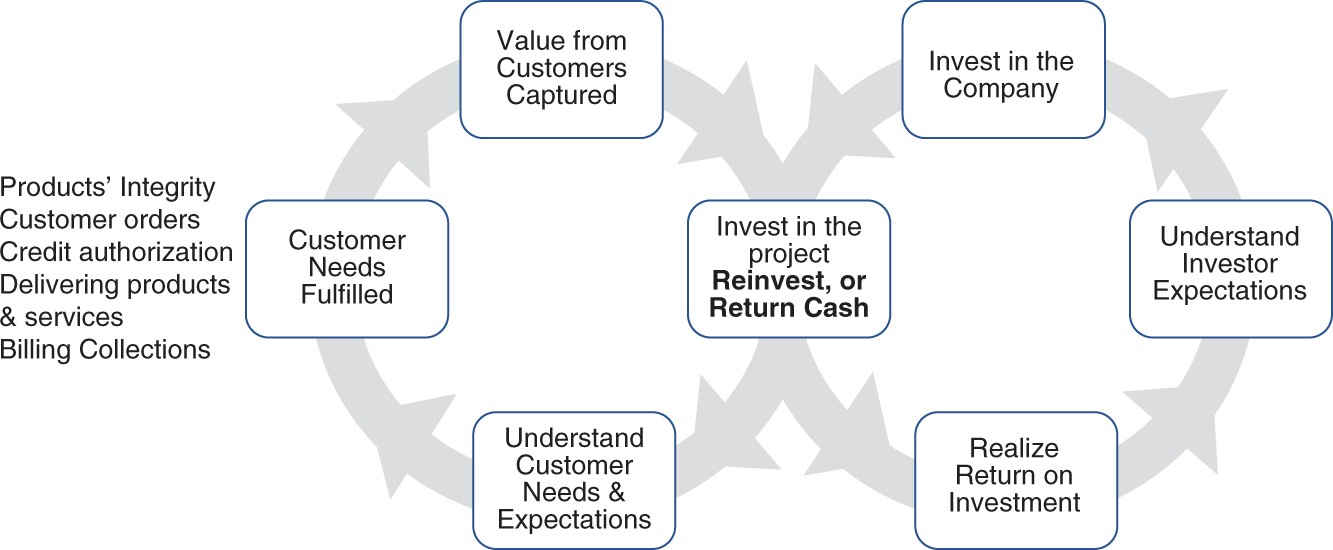 Value from
Customers
Captured
Invest in the
Company
Products’ Integrity
Customer orders
Credit authorization
Delivering products
& services
Billing Collections
Customer
Needs
Fulfilled
Invest in the
project
Reinvest, or
Return Cash
Understand
Investor
Expectations
Understand
Customer
Needs &
Expectations
Realize
Return on
Investment